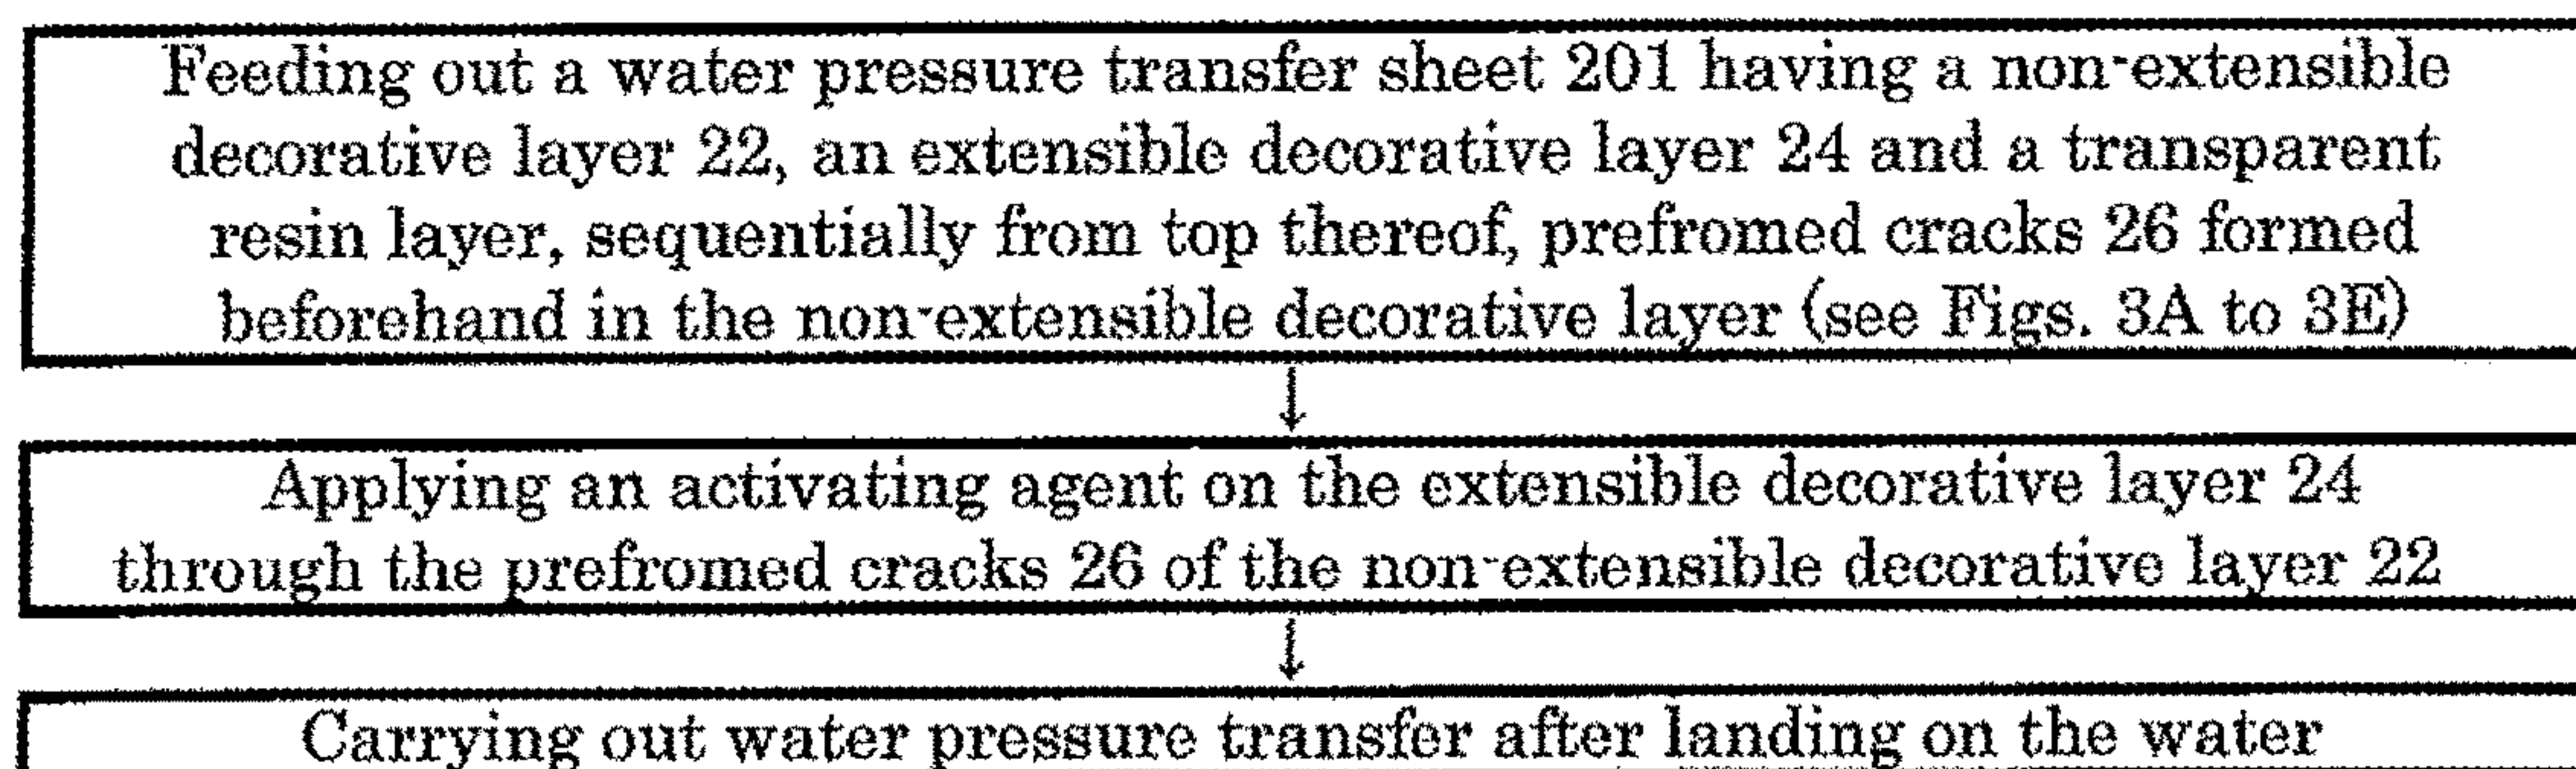 Feeding out a water pressure transfer sheet 201 having a non-extensible
decorative layer 22, an extensible decorative layer 24 and a transparent
resin layer, sequentially from top thereof, prefromed cracks 26 formed
beforehand in the non-extensible decorative layer (see Figs. 3A to 3E)
↓
Applying an activating agent on the extensible decorative layer 24
through the prefromed cracks 26 of the non-extensible decorative layer 22
↓
Carrying out water pressure transfer after landing on the water